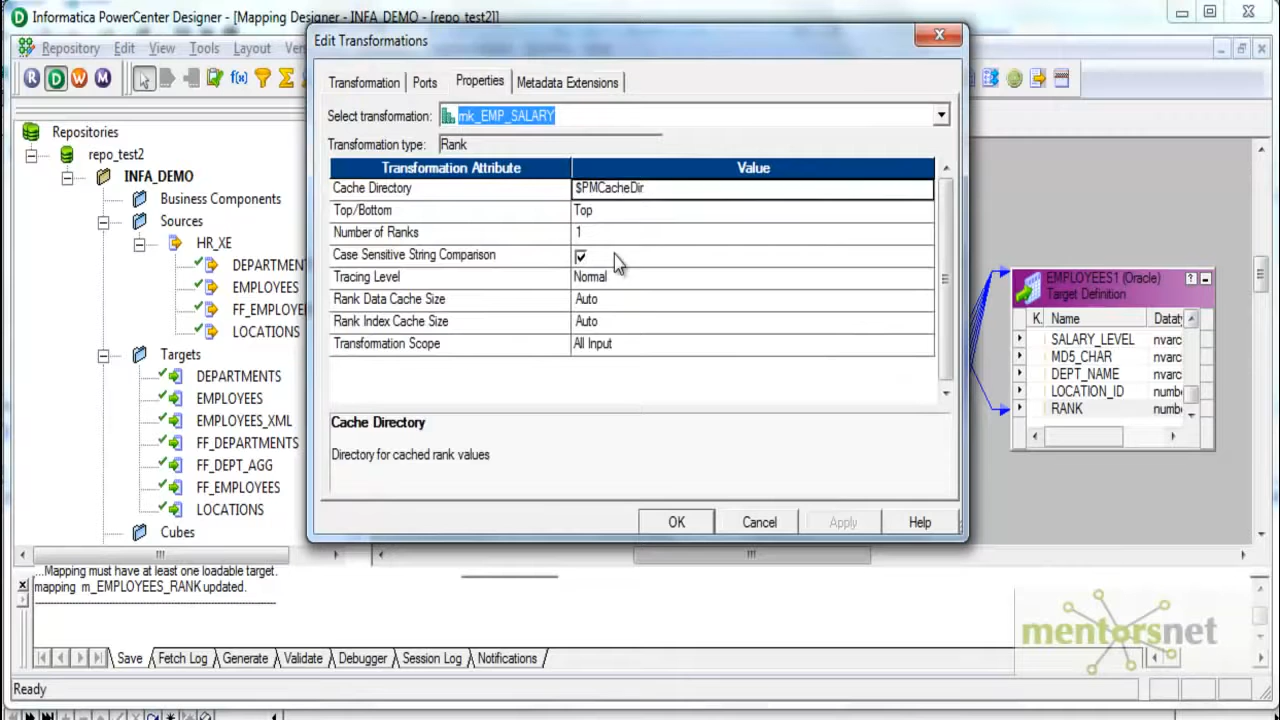 Informatica PowerCenter Designer - [Mapping Designer - INFA_DEMO - [repo_test2]]
Repository Edit View Tools Layout
Edit Transformations
Transformation Ports Properties Metadata Extensions
Select transformation: rnk_EMP_SALARY
Transformation type: Rank
Transformation Attribute Value
Cache Directory $PMCacheDir
Top/Bottom Top
Number of Ranks 1
Case Sensitive String Comparison
Tracing Level Normal
Rank Data Cache Size Auto
Rank Index Cache Size Auto
Transformation Scope All Input
Cache Directory
Directory for cached rank values
OK Cancel Apply Help
Repositories
repo_test2
INFA_DEMO
Business Components
Sources
HR_XE
DEPARTMEN
EMPLOYEES
FF_EMPLOYE
LOCATIONS
Targets
DEPARTMENTS
EMPLOYEES
EMPLOYEES_XML
FF_DEPARTMENTS
FF_DEPT_AGG
FF_EMPLOYEES
LOCATIONS
Cubes
EMPLOYEES1 (Oracle)
Target Definition
K. Name Dataty
SALARY_LEVEL nvarc
MD5_CHAR nvarc
DEPT_NAME nvarc
LOCATION_ID numb
RANK numb
...Mapping must have at least one loadable target.
mapping m_EMPLOYEES_RANK updated.
Save Fetch Log Generate Validate Debugger Session Log Notifications
mentorsnet
Ready